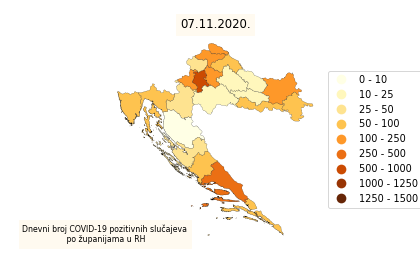 07.11.2020.
0 - 10
10 - 25
25 - 50
50 - 100
100 - 250
250 - 500
500 - 1000
1000 - 1250
1250 - 1500
Dnevni broj COVID-19 pozitivnih slučajeva
po županijama u RH